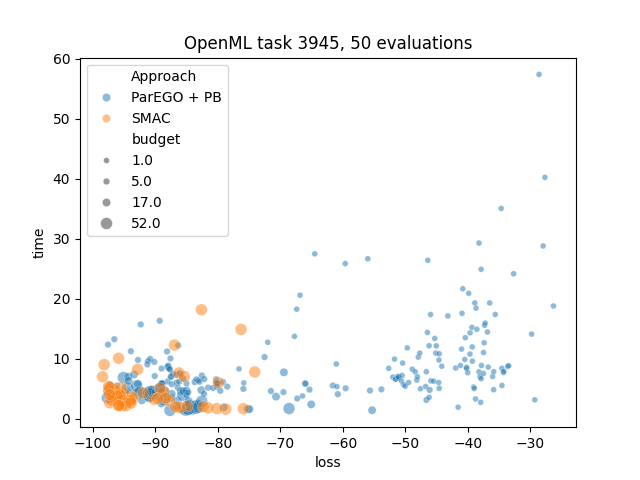 OpenML task 3945, 50 evaluations
60
50
40
30
20
10
0
time
Approach
ParEGO + PB
SMAC
budget
1.0
5.0
17.0
52.0
−100
−90
−80
−70
−60
−50
−40
−30
loss